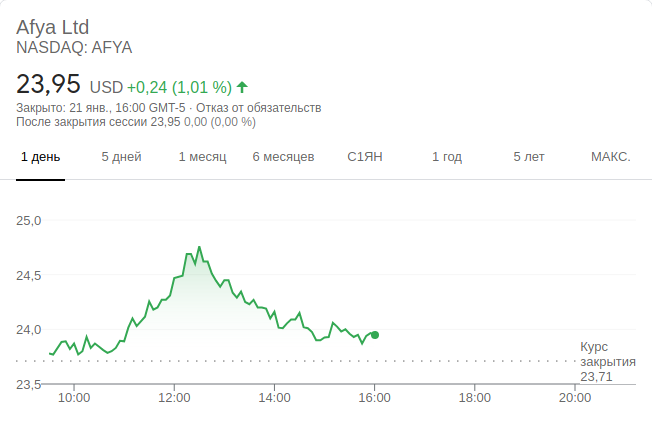 Afya Ltd
NASDAQ: AFYA
23,95 USD +0,24 (1,01 %)
Закрыто: 21 янв., 16:00 GMT-5 · Отказ от обязательств
После закрытия сессии 23,95 0,00 (0,00 %)
1 день 5 дней 1 месяц 6 месяцев С1ЯН 1 год 5 лет МАКС.
25,0
24,5
24,0
Курс
закрытия
23,71
23,5
10:00 12:00 14:00 16:00 18:00 20:00